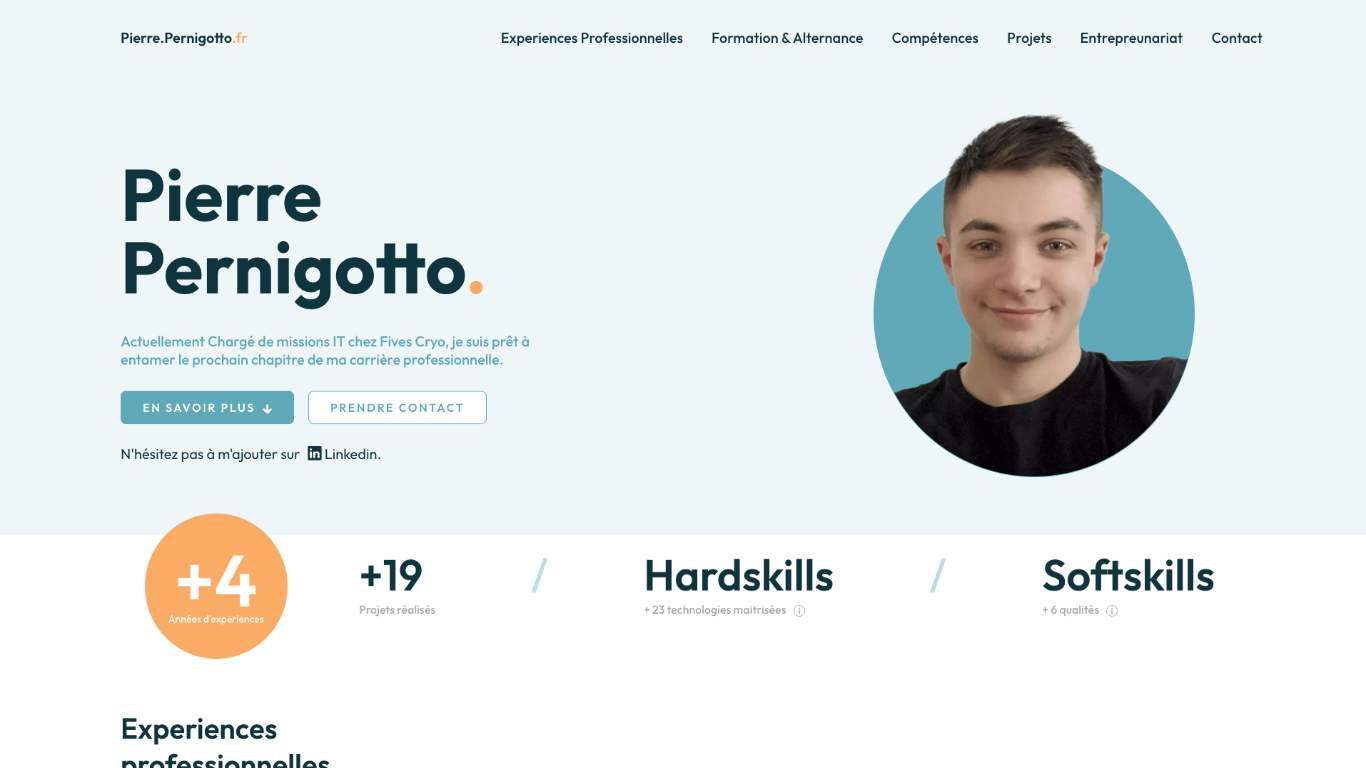 Pierre.Pernigotto.fr
Experiences Professionnelles
Formation & Alternance
Compétences
Projets
Entrepreunariat
Contact
Pierre
Pernigotto.
Actuellement Chargé de missions IT chez Fives Cryo, je suis prêt à
entamer le prochain chapitre de ma carrière professionnelle.
EN SAVOIR PLUS ↓
PRENDRE CONTACT
N'hésitez pas à m'ajouter sur in Linkedin.
+4
Années d'experiences
+19
Projets réalisés
/
Hardskills
+ 23 technologies maitrisées ⓘ
/
Softskills
+ 6 qualités ⓘ
Experiences
professionnelles